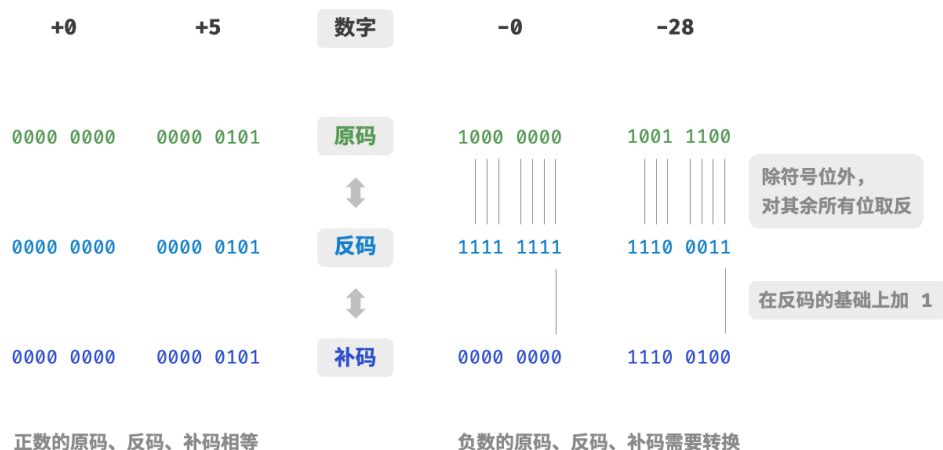 +0 +5 数字 -0 -28
0000 0000 0000 0101 原码 1000 0000 1001 1100
除符号位外，
对其余所有位取反
0000 0000 0000 0101 反码 1111 1111 1110 0011
在反码的基础上加 1
0000 0000 0000 0101 补码 0000 0000 1110 0100
正数的原码、反码、补码相等 负数的原码、反码、补码需要转换